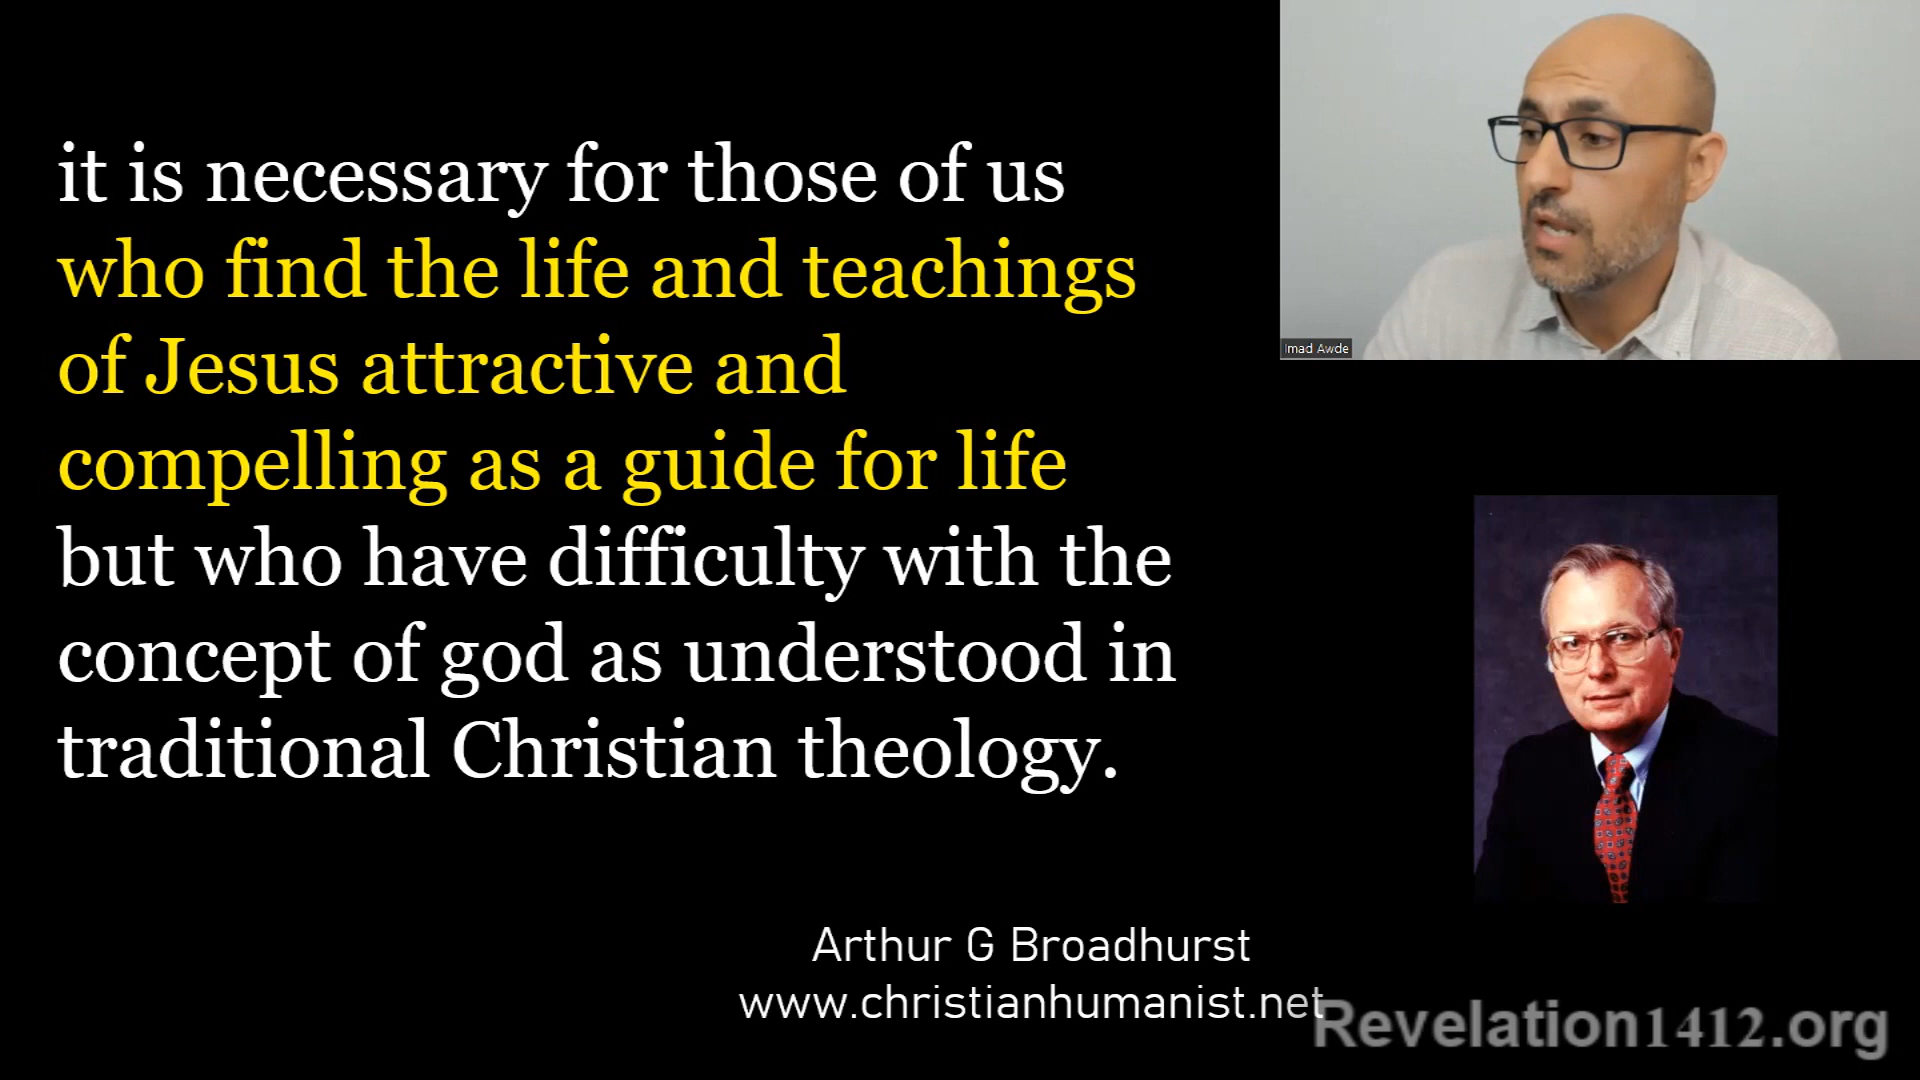 it is necessary for those of us
who find the life and teachings
of Jesus attractive and
compelling as a guide for life
but who have difficulty with the
concept of god as understood in
traditional Christian theology.
Imad Awde
Arthur G Broadhurst
www.christianhumanist.net
Revelation1412.org